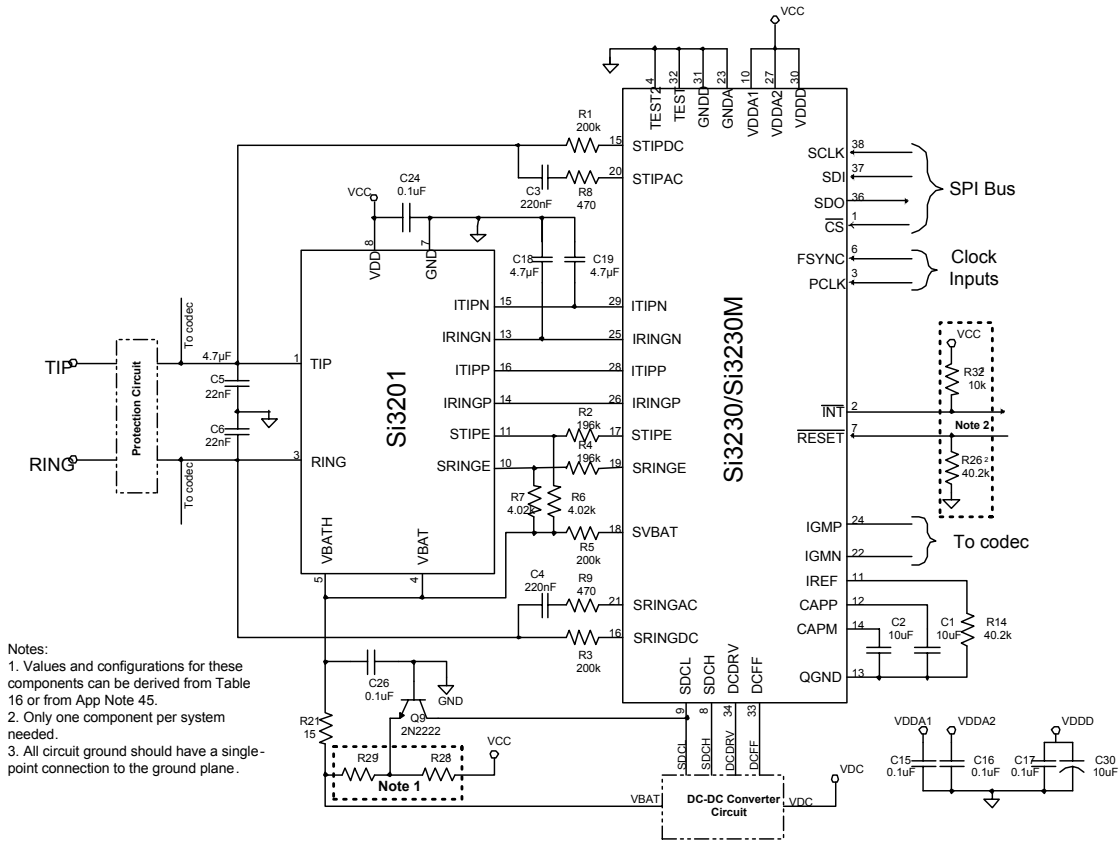 VCC
4
32
31
23
10
27
30
TEST2
TEST
GNDD
GNDA
VDDA1
VDDA2
VDDD
R1
200k
15
STIPDC
C3
220nF
R8
470
20
STIPAC
SCLK
38
SDI
37
SDO
36
CS
1
SPI Bus
FSYNC
6
PCLK
3
Clock
Inputs
VCC
C24
0.1uF
8
7
VDD
GND
C18
4.7µF
C19
4.7µF
ITIPN
15
29
ITIPN
IRINGN
13
25
IRINGN
ITIPP
16
28
ITIPP
IRINGP
14
26
IRINGP
STIPE
11
R2
196k
17
STIPE
SRINGE
10
R4
196k
19
SRINGE
R7
4.02k
R6
4.02k
18
SVBAT
R5
200k
Si3201
Si3230/Si3230M
To codec
4.7µF
TIP
1
TIP
Protection Circuit
C5
22nF
C6
22nF
RING
3
RING
To codec
VBATH
VBAT
5
4
VCC
R32²
10k
INT
2
Note 2
RESET
7
R26²
40.2k
IGMP
24
IGMN
22
To codec
IREF
11
CAPP
12
CAPM
14
C2
10uF
C1
10uF
R14
40.2k
QGND
13
C4
220nF
R9
470
21
SRINGAC
16
SRINGDC
R3
200k
Notes:
1. Values and configurations for these
components can be derived from Table
16 or from App Note 45.
2. Only one component per system
needed.
3. All circuit ground should have a single-
point connection to the ground plane.
C26
0.1uF
GND
Q9
2N2222
R21
15
R29¹
R28¹
Note 1
VCC
SDCL
SDCH
DCDRV
DCFF
9
8
34
33
SDCL
SDCH
DCDRV
DCFF
VBAT
DC-DC Converter
Circuit
VDC
VDC
VDDA1
VDDA2
VDDD
C15
0.1uF
C16
0.1uF
C17
0.1uF
C30
10uF